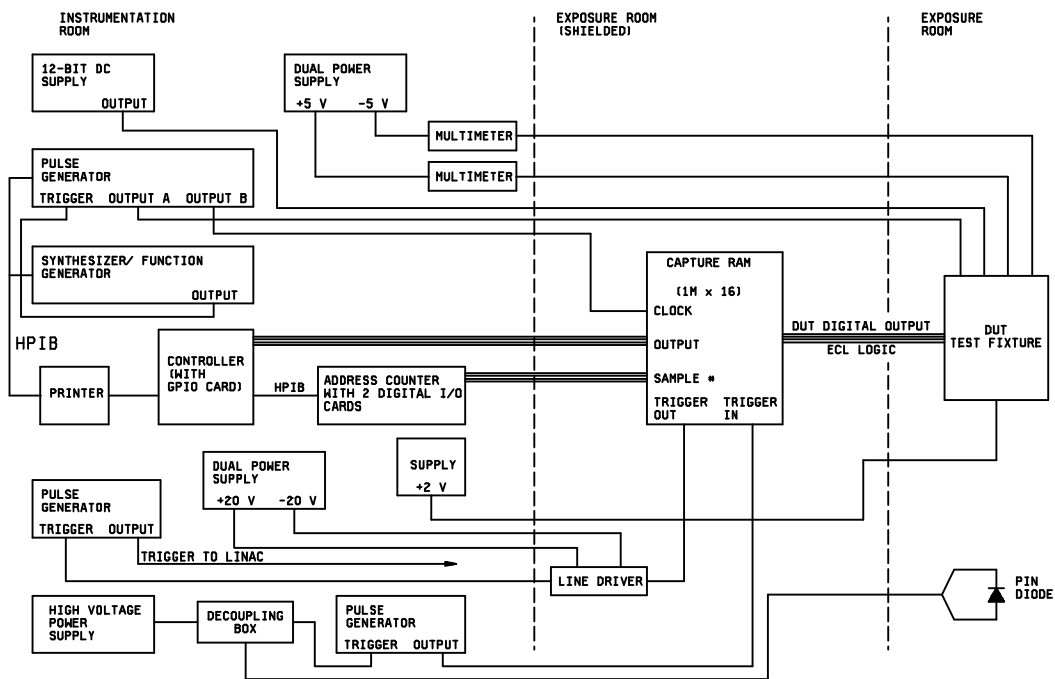 INSTRUMENTATION
ROOM
EXPOSURE ROOM
(SHIELDED)
EXPOSURE
ROOM
12-BIT DC
SUPPLY
OUTPUT
DUAL POWER
SUPPLY
+5 V -5 V
MULTIMETER
MULTIMETER
PULSE
GENERATOR
TRIGGER OUTPUT A OUTPUT B
SYNTHESIZER/ FUNCTION
GENERATOR
OUTPUT
CAPTURE RAM
(1M x 16)
CLOCK
OUTPUT
SAMPLE #
TRIGGER
OUT
TRIGGER
IN
DUT DIGITAL OUTPUT
ECL LOGIC
DUT
TEST FIXTURE
HPIB
PRINTER
CONTROLLER
(WITH
GPIO CARD)
HPIB
ADDRESS COUNTER
WITH 2 DIGITAL I/O
CARDS
DUAL POWER
SUPPLY
+20 V -20 V
SUPPLY
+2 V
PULSE
GENERATOR
TRIGGER OUTPUT
TRIGGER TO LINAC
LINE DRIVER
HIGH VOLTAGE
POWER
SUPPLY
DECOUPLING
BOX
PULSE
GENERATOR
TRIGGER OUTPUT
PIN
DIODE